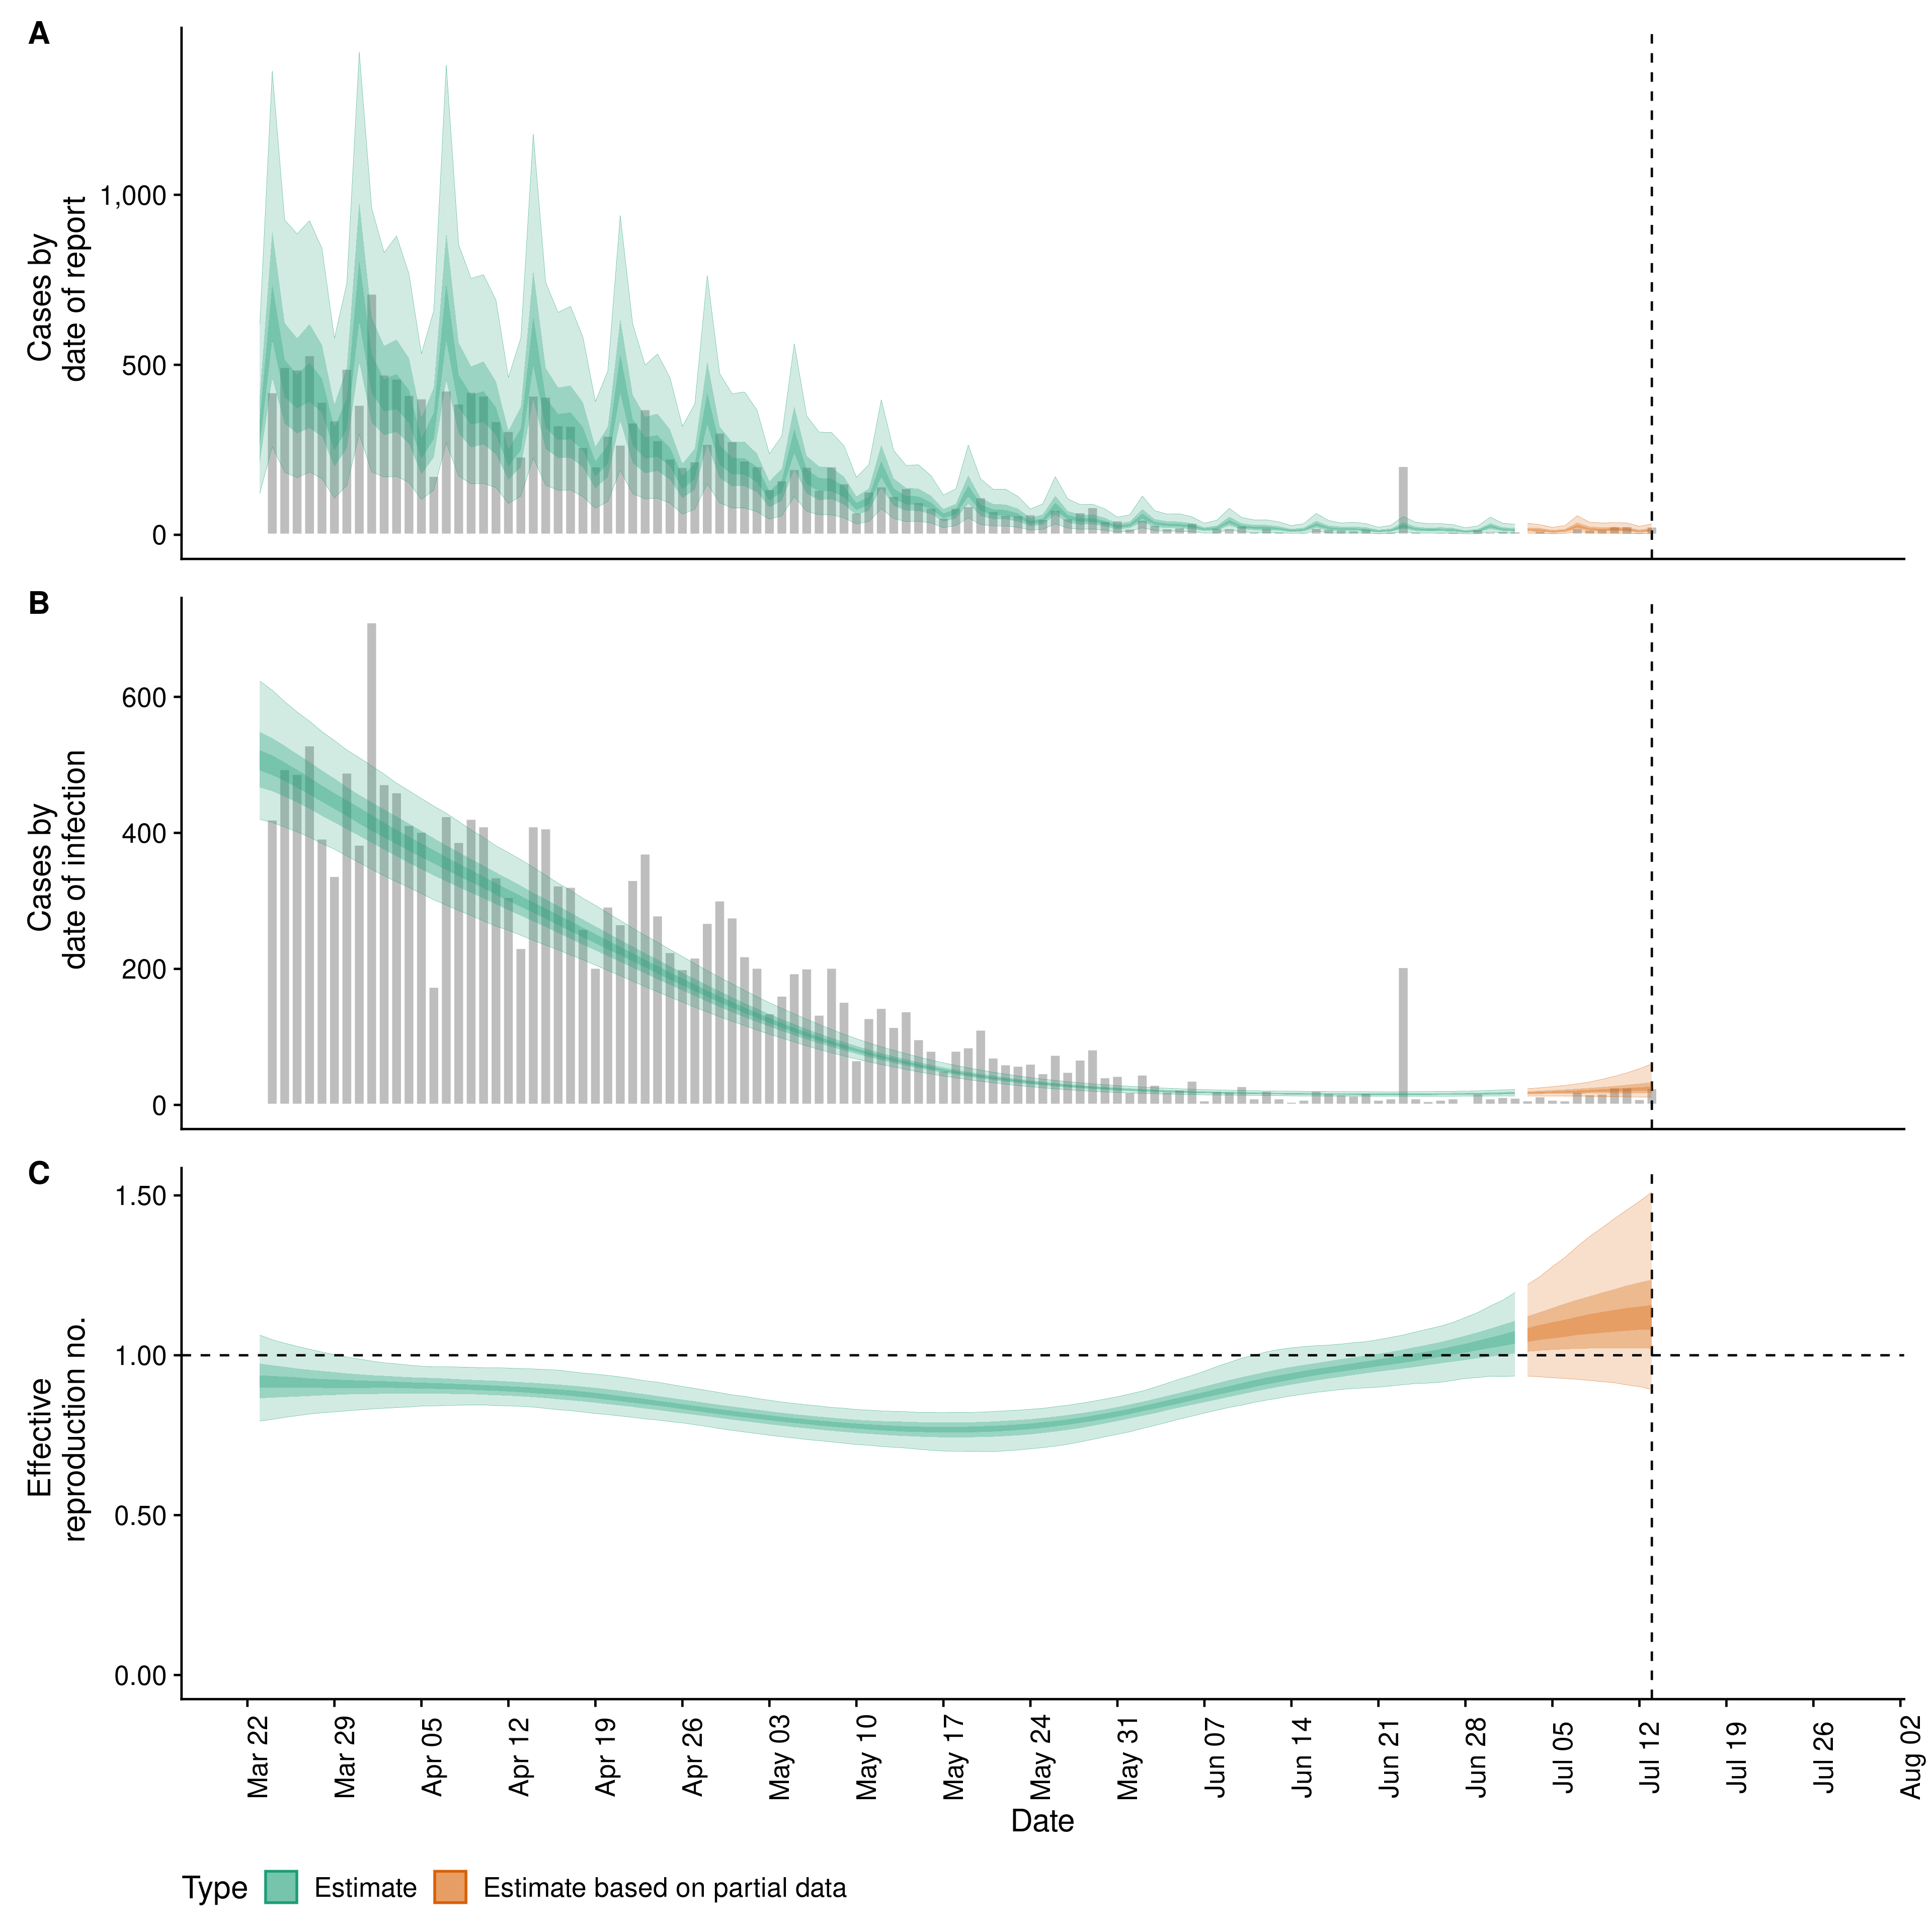 A
Cases by
date of report
1,000
500
0
B
Cases by
date of infection
600
400
200
0
C
Effective
reproduction no.
1.50
1.00
0.50
0.00
Mar 22
Mar 29
Apr 05
Apr 12
Apr 19
Apr 26
May 03
May 10
May 17
May 24
May 31
Jun 07
Jun 14
Jun 21
Jun 28
Jul 05
Jul 12
Jul 19
Jul 26
Aug 02
Date
Type Estimate Estimate based on partial data